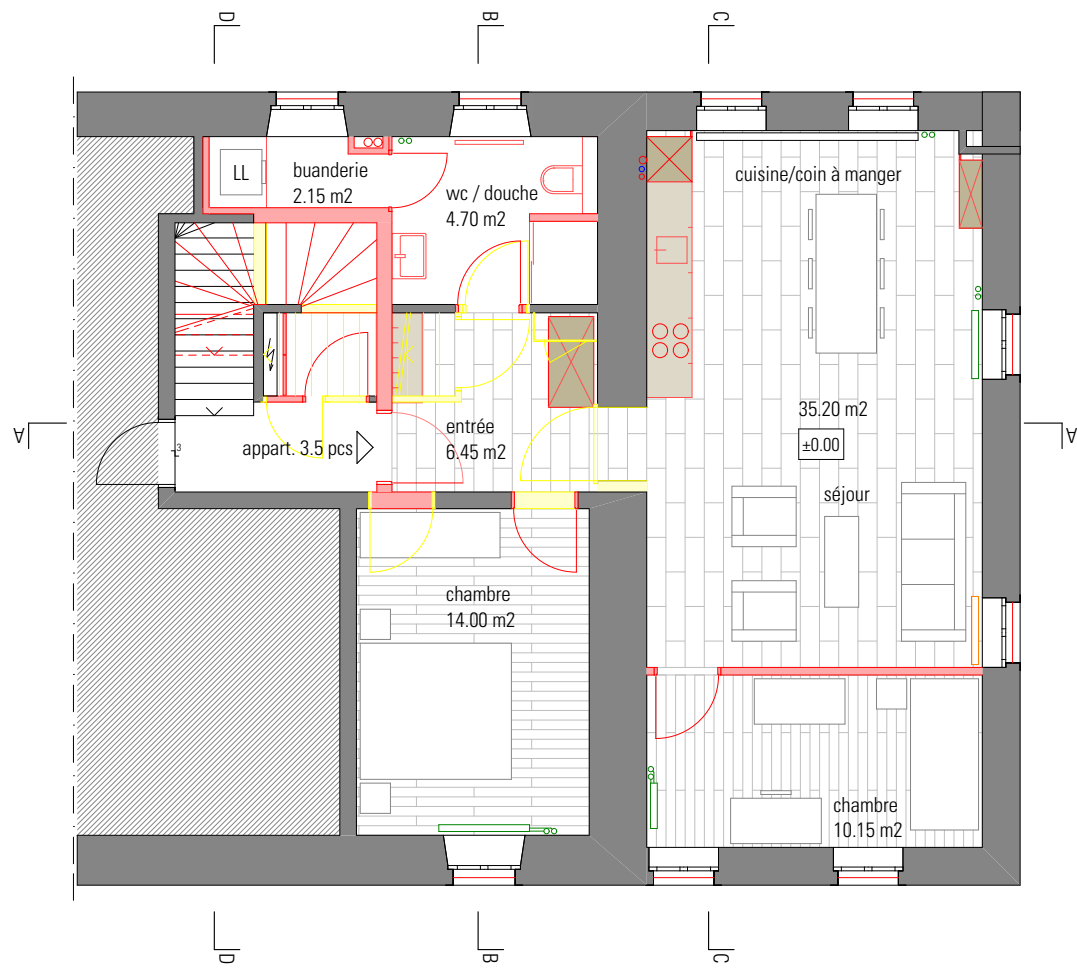 D
B
C
buanderie
2.15 m2
LL
wc / douche
4.70 m2
cuisine/coin à manger
A
A
3
appart. 3.5 pcs
entrée
6.45 m2
35.20 m2
±0.00
séjour
chambre
14.00 m2
chambre
10.15 m2
D
B
C